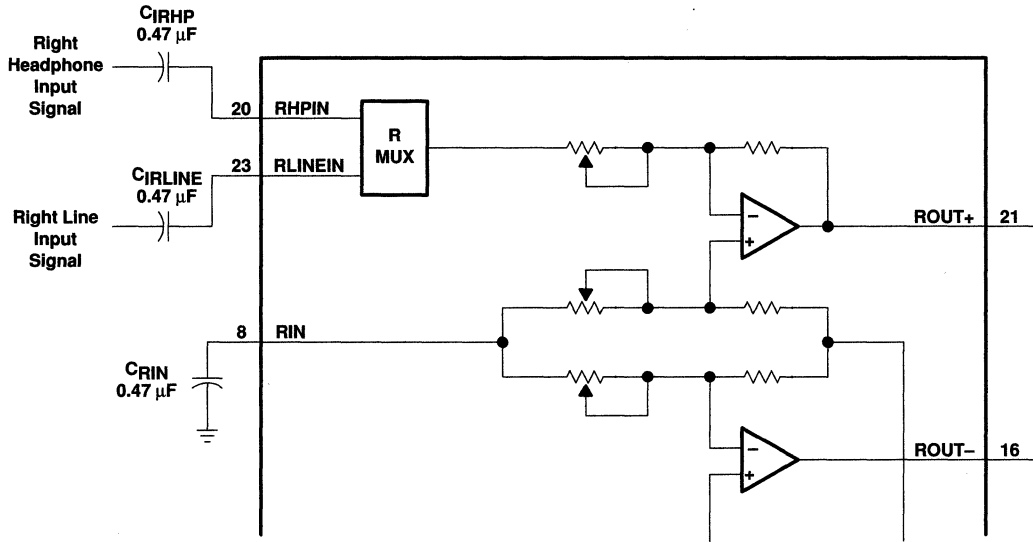 CIRHP
0.47 µF
Right
Headphone
Input
Signal
20
RHPIN
R
MUX
23
RLINEIN
CIRLINE
0.47 µF
Right Line
Input
Signal
−
+
ROUT+
21
8
RIN
CRIN
0.47 µF
−
+
ROUT−
16